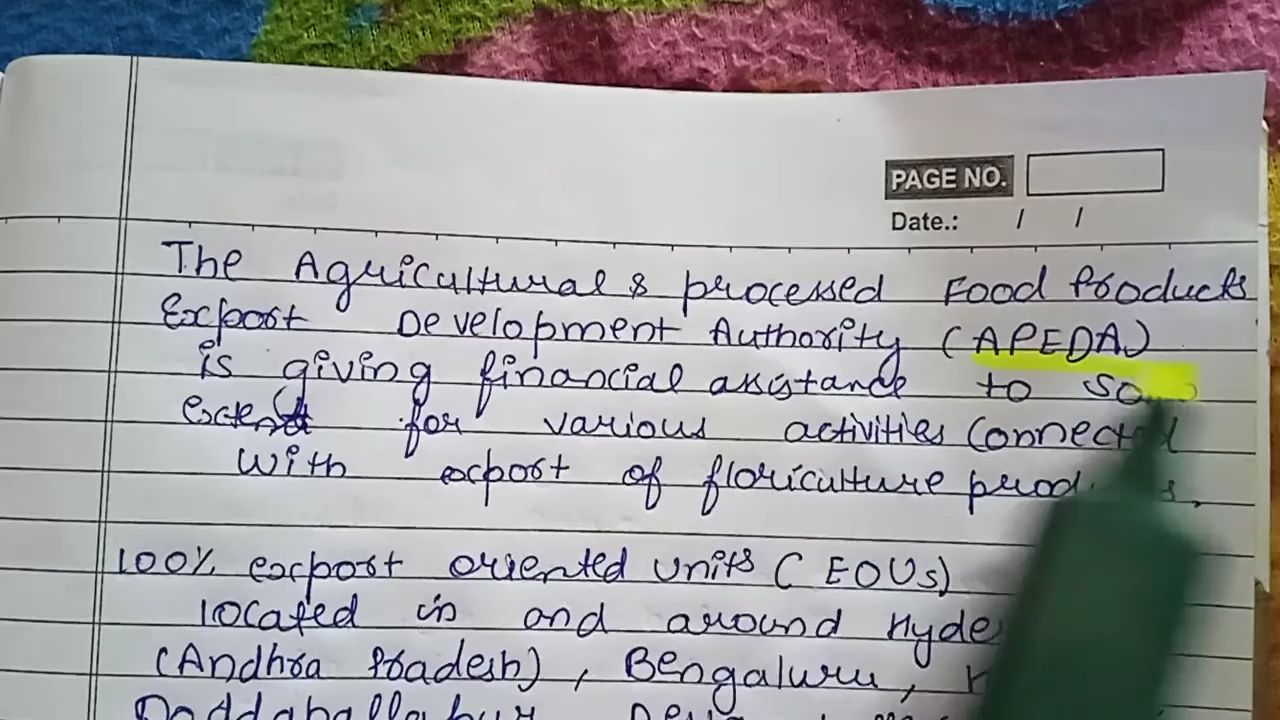 PAGE NO.
Date.: / /
The Agricultural & processed Food Products
Export Development Authority (APEDA)
is giving financial assistance to
extent for various activities Connected
with export of floriculture
100% export oriented units (EOUs)
located in and around
(Andhra Pradesh), Bengaluru,